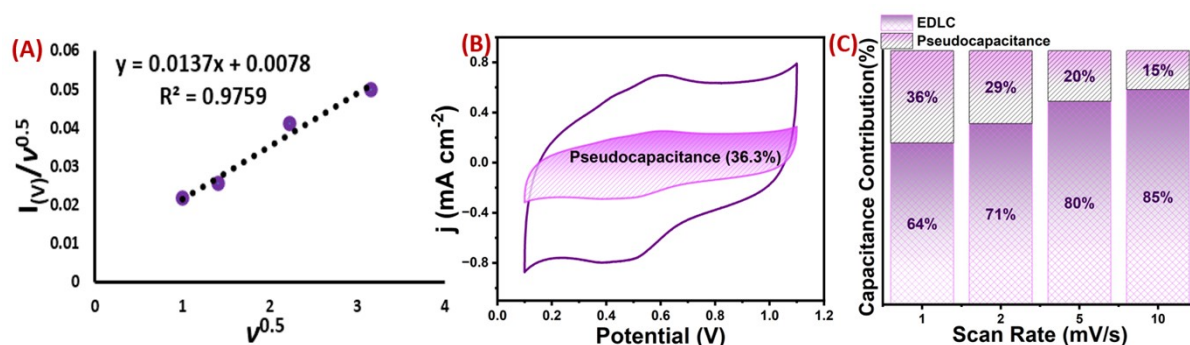 (A)
0.06
0.05
0.04
0.03
0.02
0.01
0
y = 0.0137x + 0.0078
R² = 0.9759
I(V)/v^0.5
0 1 2 3 4
V^0.5
(B)
0.8
0.4
0.0
−0.4
−0.8
j (mA cm⁻²)
Pseudocapacitance (36.3%)
0.0 0.2 0.4 0.6 0.8 1.0 1.2
Potential (V)
(C)
EDLC
Pseudocapacitance
Capacitance Contribution(%)
36% 29% 20% 15%
64% 71% 80% 85%
1 2 5 10
Scan Rate (mV/s)